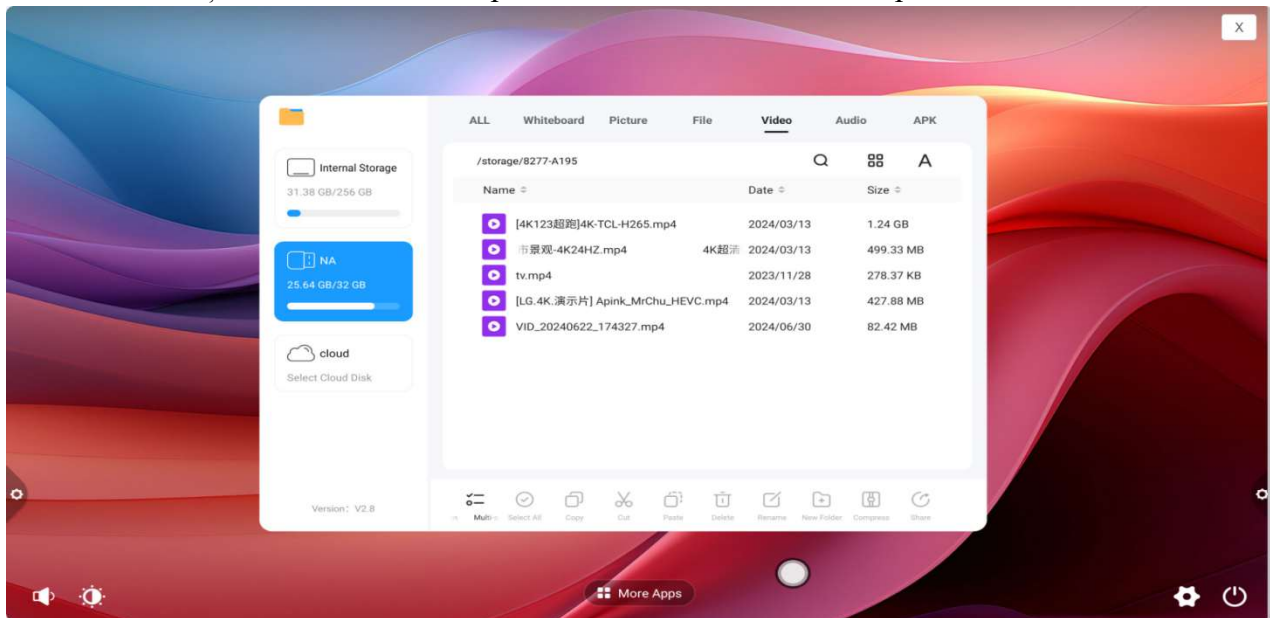 X
ALL Whiteboard Picture File Video Audio APK
Internal Storage
31.38 GB/256 GB
NA
25.64 GB/32 GB
cloud
Select Cloud Disk
Version: V2.8
/storage/8277-A195 A
Name Date Size
[4K123超跑]4K-TCL-H265.mp4 2024/03/13 1.24 GB
市景观-4K24HZ.mp4 4K超 2024/03/13 499.33 MB
tv.mp4 2023/11/28 278.37 KB
[LG.4K.演示片] Apink_MrChu_HEVC.mp4 2024/03/13 427.88 MB
VID_20240622_174327.mp4 2024/06/30 82.42 MB
Multi Select All Copy Cut Paste Delete Rename New Folder Compress Share
More Apps